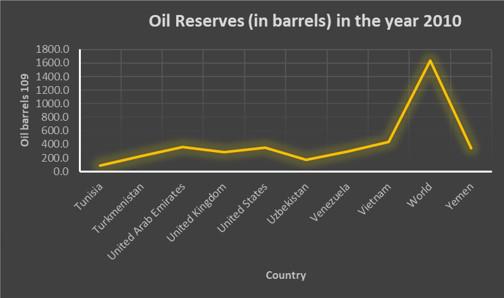 Oil Reserves (in barrels) in the year 2010
Oil barrels 109
1800.0
1600.0
1400.0
1200.0
1000.0
800.0
600.0
400.0
200.0
0.0
Tunisia
Turkmenistan
United Arab Emirates
United Kingdom
United States
Uzbekistan
Venezuela
Vietnam
World
Yemen
Country